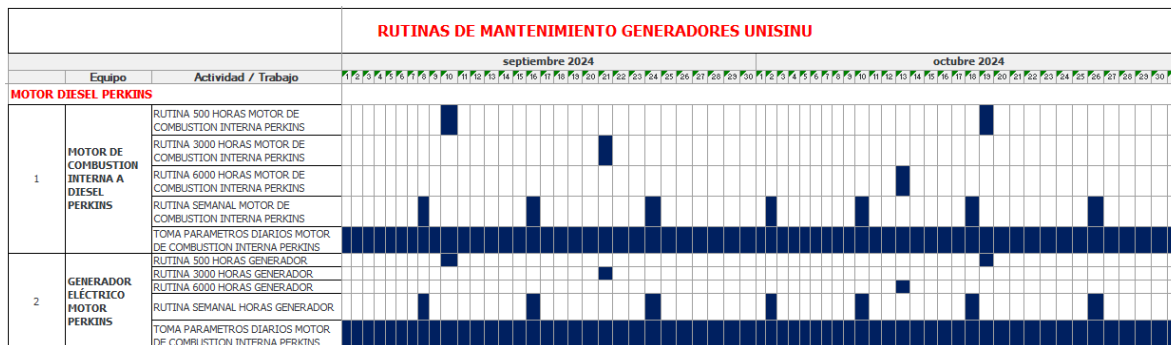 RUTINAS DE MANTENIMIENTO GENERADORES UNISINU
septiembre 2024 octubre 2024
Equipo Actividad / Trabajo 1 2 3 4 5 6 7 8 9 10 11 12 13 14 15 16 17 18 19 20 21 22 23 24 25 26 27 28 29 30 1 2 3 4 5 6 7 8 9 10 11 12 13 14 15 16 17 18 19 20 21 22 23 24 25 26 27 28 29 30
MOTOR DIESEL PERKINS
1
MOTOR DE
COMBUSTION
INTERNA A
DIESEL
PERKINS
RUTINA 500 HORAS MOTOR DE
COMBUSTION INTERNA PERKINS
RUTINA 3000 HORAS MOTOR DE
COMBUSTION INTERNA PERKINS
RUTINA 6000 HORAS MOTOR DE
COMBUSTION INTERNA PERKINS
RUTINA SEMANAL MOTOR DE
COMBUSTION INTERNA PERKINS
TOMA PARAMETROS DIARIOS MOTOR
DE COMBUSTION INTERNA PERKINS
2
GENERADOR
ELÉCTRICO
MOTOR
PERKINS
RUTINA 500 HORAS GENERADOR
RUTINA 3000 HORAS GENERADOR
RUTINA 6000 HORAS GENERADOR
RUTINA SEMANAL HORAS GENERADOR
TOMA PARAMETROS DIARIOS MOTOR
DE COMBUSTION INTERNA PERKINS